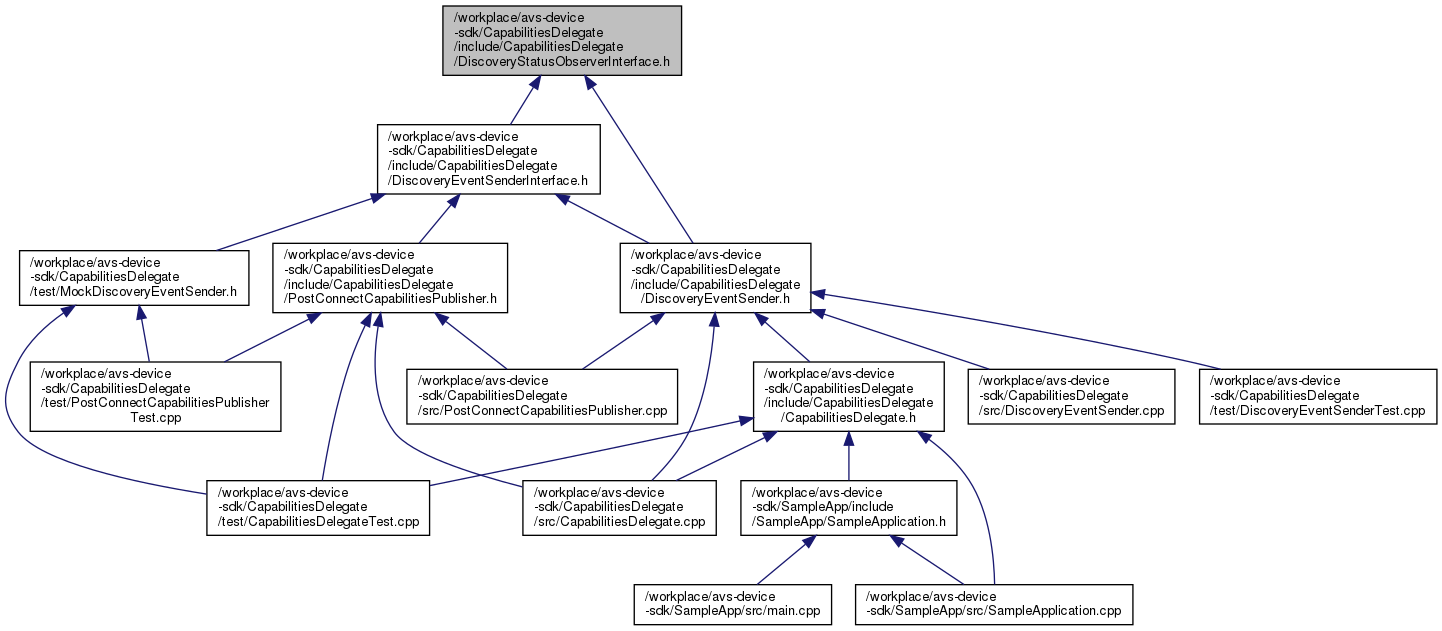 /workplace/avs-device
-sdk/CapabilitiesDelegate
/include/CapabilitiesDelegate
/DiscoveryStatusObserverInterface.h
/workplace/avs-device
-sdk/CapabilitiesDelegate
/include/CapabilitiesDelegate
/DiscoveryEventSenderInterface.h
/workplace/avs-device
-sdk/CapabilitiesDelegate
/test/MockDiscoveryEventSender.h
/workplace/avs-device
-sdk/CapabilitiesDelegate
/include/CapabilitiesDelegate
/PostConnectCapabilitiesPublisher.h
/workplace/avs-device
-sdk/CapabilitiesDelegate
/include/CapabilitiesDelegate
/DiscoveryEventSender.h
/workplace/avs-device
-sdk/CapabilitiesDelegate
/test/PostConnectCapabilitiesPublisher
Test.cpp
/workplace/avs-device
-sdk/CapabilitiesDelegate
/src/PostConnectCapabilitiesPublisher.cpp
/workplace/avs-device
-sdk/CapabilitiesDelegate
/include/CapabilitiesDelegate
/CapabilitiesDelegate.h
/workplace/avs-device
-sdk/CapabilitiesDelegate
/src/DiscoveryEventSender.cpp
/workplace/avs-device
-sdk/CapabilitiesDelegate
/test/DiscoveryEventSenderTest.cpp
/workplace/avs-device
-sdk/CapabilitiesDelegate
/test/CapabilitiesDelegateTest.cpp
/workplace/avs-device
-sdk/CapabilitiesDelegate
/src/CapabilitiesDelegate.cpp
/workplace/avs-device
-sdk/SampleApp/include
/SampleApp/SampleApplication.h
/workplace/avs-device
-sdk/SampleApp/src/main.cpp
/workplace/avs-device
-sdk/SampleApp/src/SampleApplication.cpp